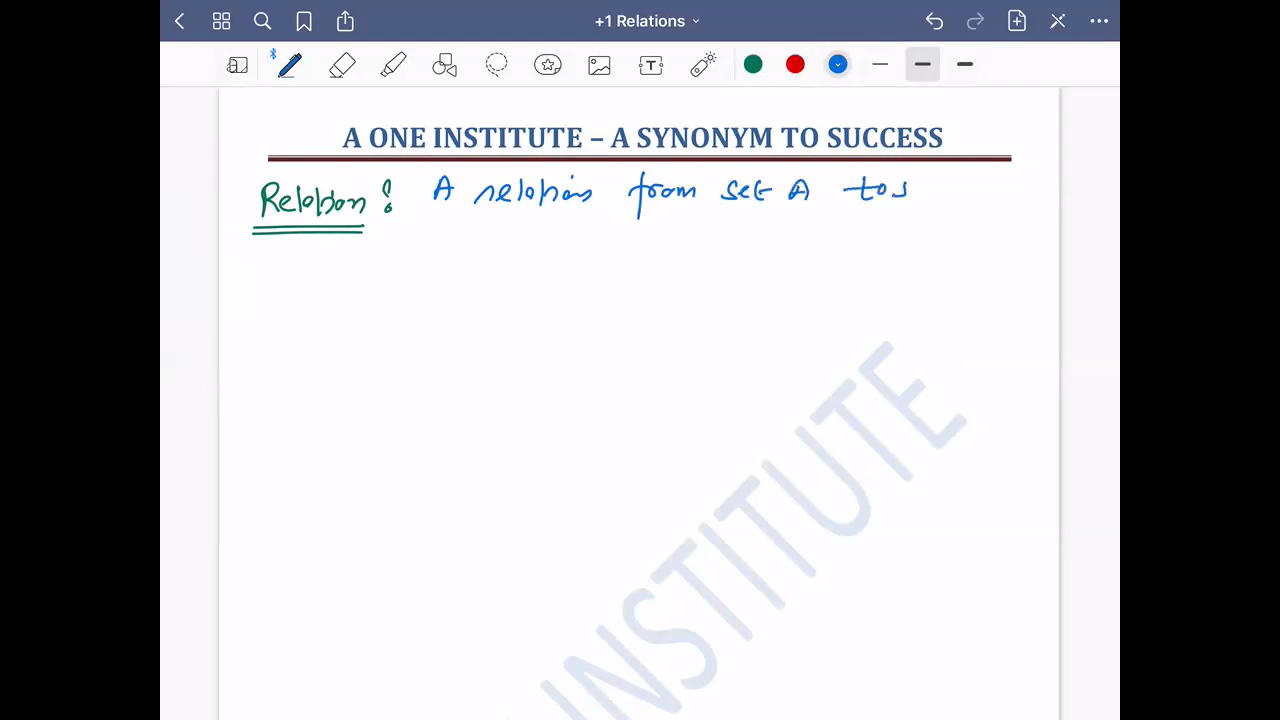 +1 Relations
A ONE INSTITUTE – A SYNONYM TO SUCCESS
Relation : A relation from set A to s
INSTITUTE